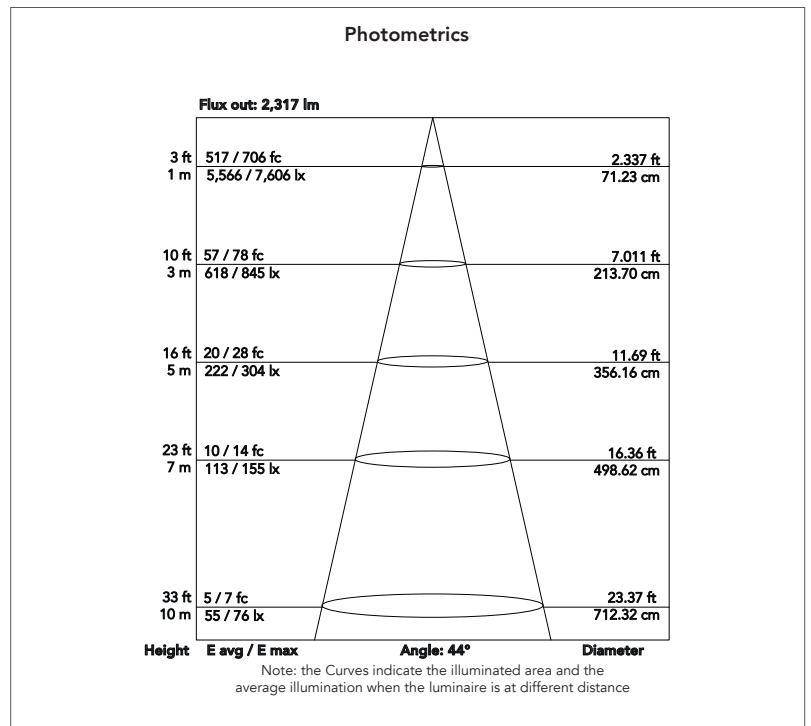 Photometrics
Flux out: 2,317 lm
3 ft 517 / 706 fc 2.337 ft
1 m 5,566 / 7,606 lx 71.23 cm
10 ft 57 / 78 fc 7.011 ft
3 m 618 / 845 lx 213.70 cm
16 ft 20 / 28 fc 11.69 ft
5 m 222 / 304 lx 356.16 cm
23 ft 10 / 14 fc 16.36 ft
7 m 113 / 155 lx 498.62 cm
33 ft 5 / 7 fc 23.37 ft
10 m 55 / 76 lx 712.32 cm
Height E avg / E max Angle: 44° Diameter
Note: the Curves indicate the illuminated area and the
average illumination when the luminaire is at different distance